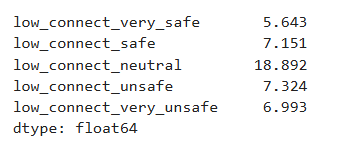 low_connect_very_safe 5.643
low_connect_safe 7.151
low_connect_neutral 18.892
low_connect_unsafe 7.324
low_connect_very_unsafe 6.993
dtype: float64